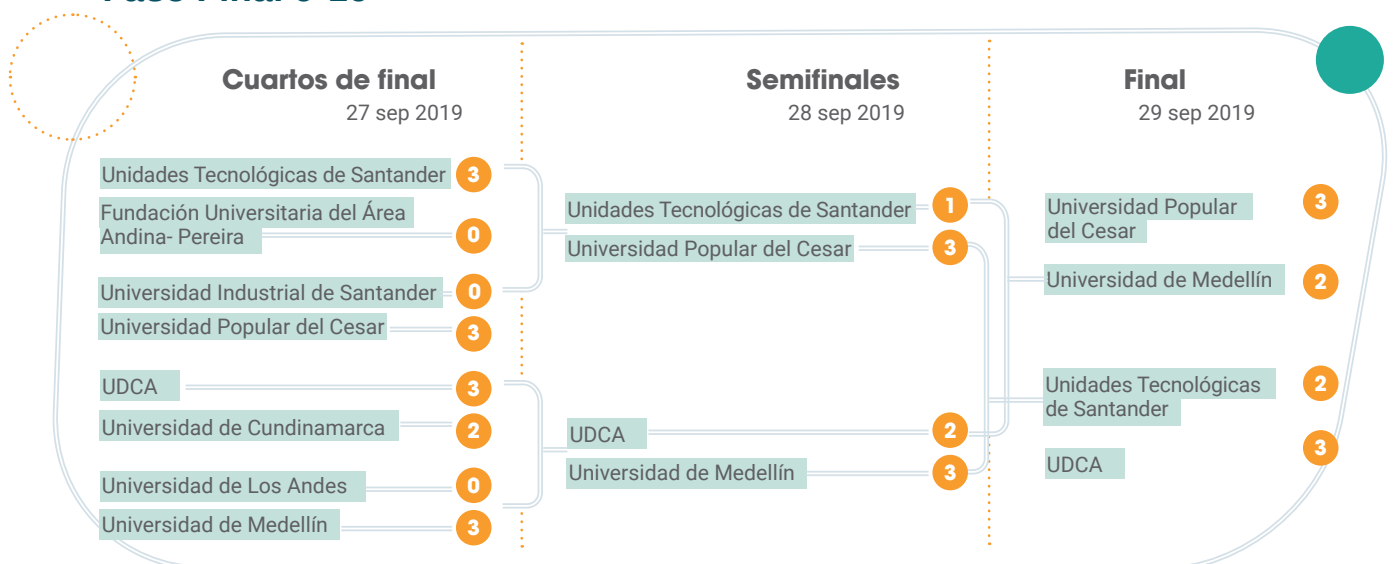 Cuartos de final
27 sep 2019
Unidades Tecnológicas de Santander 3
Fundación Universitaria del Área
Andina- Pereira 0
Universidad Industrial de Santander 0
Universidad Popular del Cesar 3
UDCA 3
Universidad de Cundinamarca 2
Universidad de Los Andes 0
Universidad de Medellín 3
Semifinales
28 sep 2019
Unidades Tecnológicas de Santander 1
Universidad Popular del Cesar 3
UDCA 2
Universidad de Medellín 3
Final
29 sep 2019
Universidad Popular 3
del Cesar
Universidad de Medellín 2
Unidades Tecnológicas 2
de Santander
UDCA 3